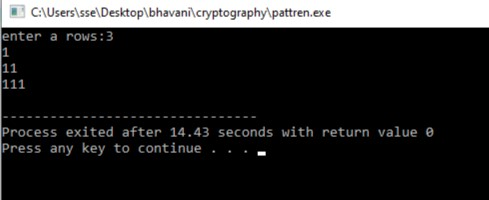 C:\Users\sse\Desktop\bhavani\cryptography\pattren.exe
enter a rows:3
1
11
111
--------------------------------
Process exited after 14.43 seconds with return value 0
Press any key to continue . . .